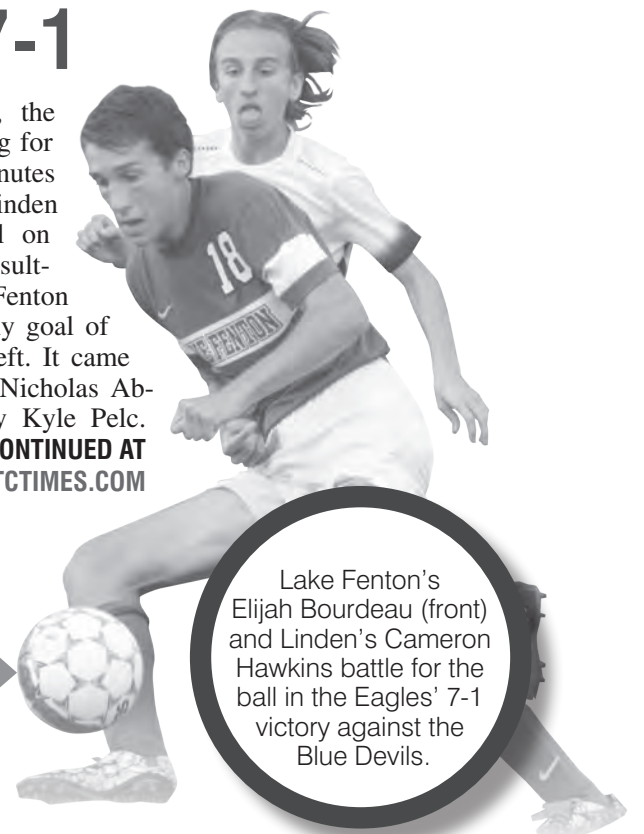 7-1
the
g for
nutes
inden
on
sult-
Fenton
y goal of
eft. It came
Nicholas Ab-
y Kyle Pelc.
ONTINUED AT
TCTIMES.COM
18
FENTON
Lake Fenton’s
Elijah Bourdeau (front)
and Linden’s Cameron
Hawkins battle for the
ball in the Eagles’ 7-1
victory against the
Blue Devils.